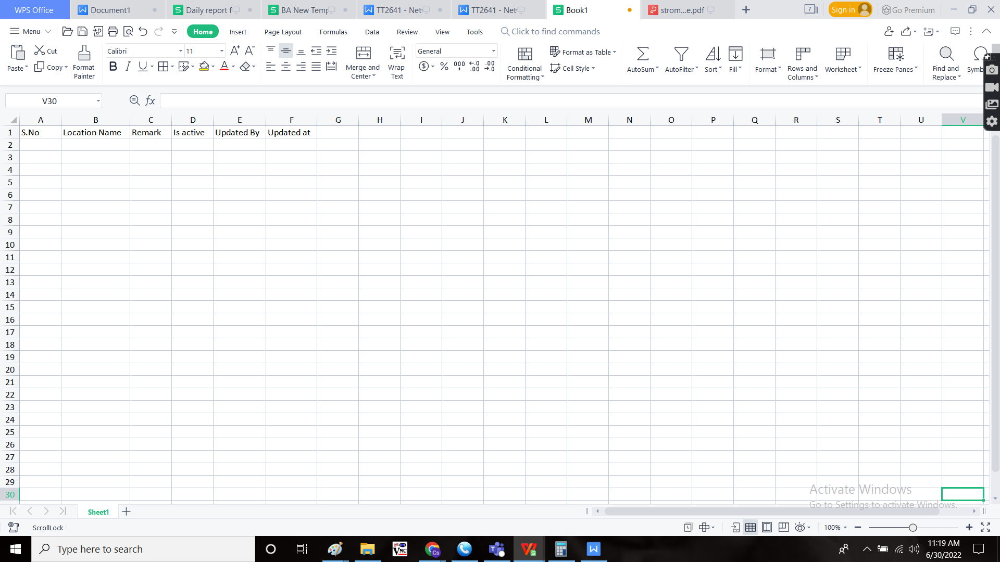 WPS Office Document1 Daily report f BA New Temp TT2641 - Net TT2641 - Net Book1 strom...e.pdf 7 Sign in Go Premium
Menu Home Insert Page Layout Formulas Data Review View Tools Click to find commands
Paste Cut Copy Format Painter Calibri 11 Merge and Center Wrap Text General Conditional Formatting Format as Table Cell Style AutoSum AutoFilter Sort Fill Format Rows and Columns Worksheet Freeze Panes Find and Replace Symb
V30 fx
A B C D E F G H I J K L M N O P Q R S T U V
1 S.No Location Name Remark Is active Updated By Updated at
2
3
4
5
6
7
8
9
10
11
12
13
14
15
16
17
18
19
20
21
22
23
24
25
26
27
28
29
30
Activate Windows
Go to Settings to activate Windows.
Sheet1
ScrollLock 100%
Type here to search 11:19 AM
6/30/2022